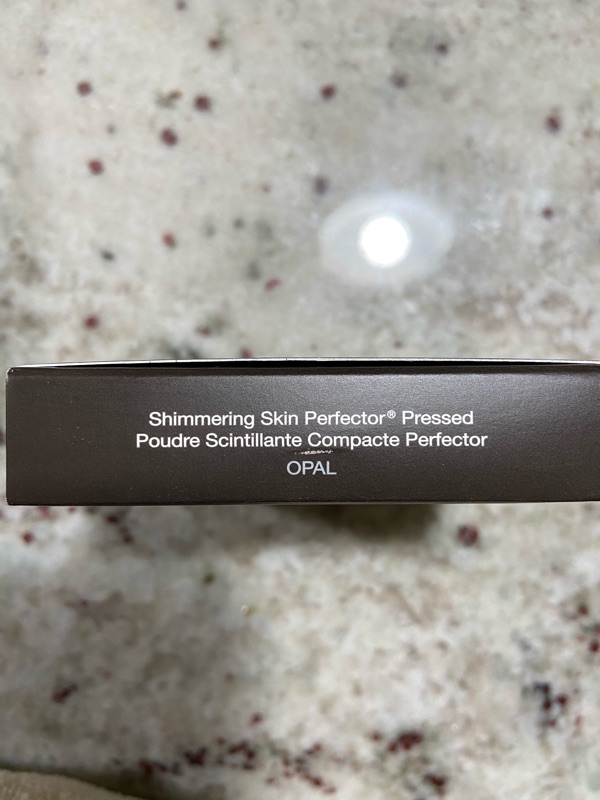 Shimmering Skin Perfector® Pressed
Poudre Scintillante Compacte Perfector
OPAL